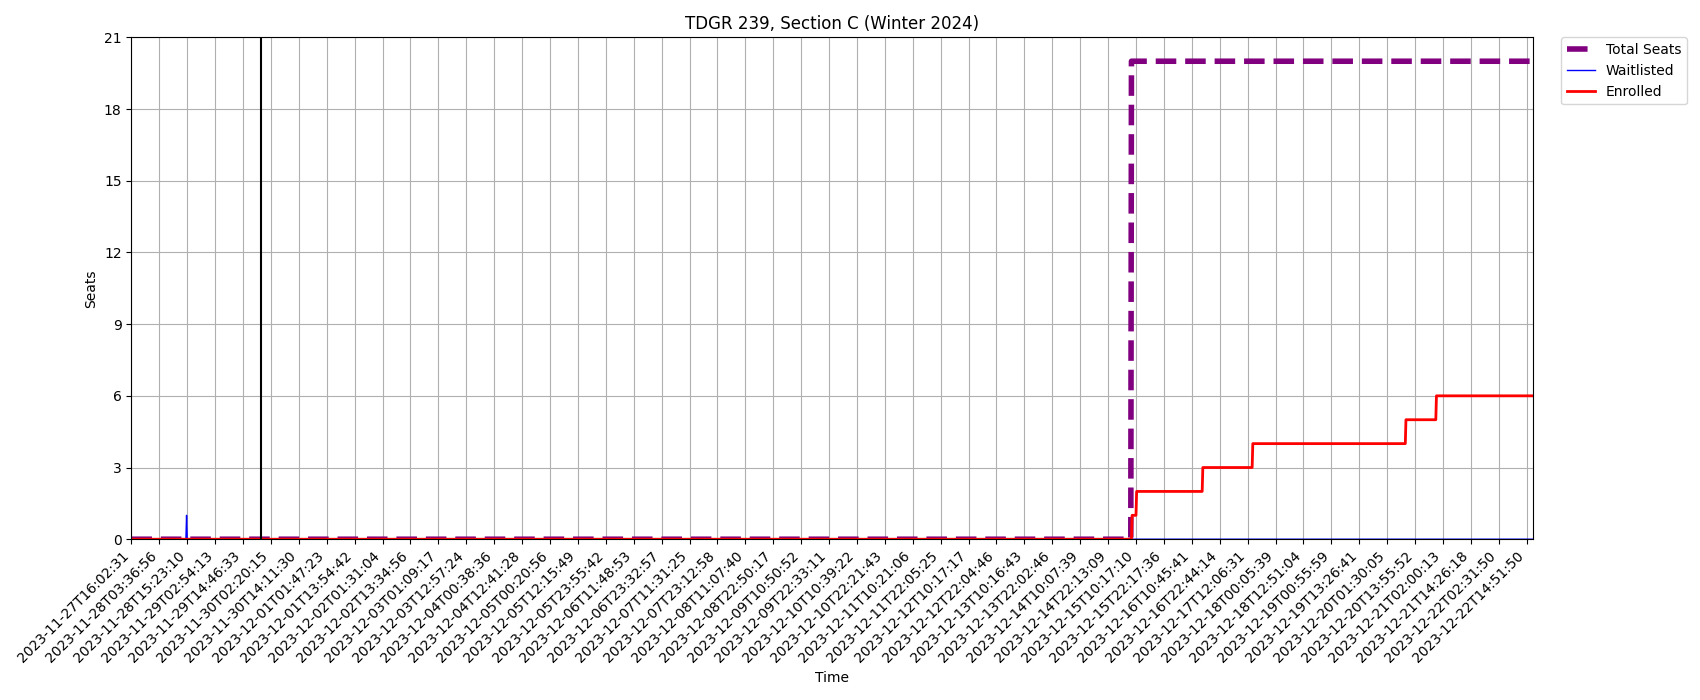 TDGR 239, Section C (Winter 2024)
Total Seats
Waitlisted
Enrolled
21
18
15
12
9
6
3
0
Seats
2023-11-27T16:02:31
2023-11-28T03:36:56
2023-11-28T15:23:10
2023-11-29T02:54:13
2023-11-29T14:46:33
2023-11-30T02:20:15
2023-11-30T14:11:30
2023-12-01T01:47:23
2023-12-01T13:54:42
2023-12-02T01:31:04
2023-12-02T13:34:56
2023-12-03T01:09:17
2023-12-03T12:57:24
2023-12-04T00:38:36
2023-12-04T12:41:28
2023-12-05T00:20:56
2023-12-05T12:15:49
2023-12-05T23:55:42
2023-12-06T11:48:53
2023-12-06T23:32:57
2023-12-07T11:31:25
2023-12-07T23:12:58
2023-12-08T11:07:40
2023-12-08T22:50:17
2023-12-09T10:50:52
2023-12-09T22:33:11
2023-12-10T10:39:22
2023-12-10T22:21:43
2023-12-11T10:21:06
2023-12-11T22:05:25
2023-12-12T10:17:17
2023-12-12T22:04:46
2023-12-13T10:16:43
2023-12-13T22:02:46
2023-12-14T10:07:39
2023-12-14T22:13:09
2023-12-15T10:17:10
2023-12-15T22:17:36
2023-12-16T10:45:41
2023-12-16T22:44:14
2023-12-17T12:06:31
2023-12-18T00:05:39
2023-12-18T12:51:04
2023-12-19T00:55:59
2023-12-19T13:26:41
2023-12-20T01:30:05
2023-12-20T13:55:52
2023-12-21T02:00:13
2023-12-21T14:26:18
2023-12-22T02:31:50
2023-12-22T14:51:50
Time